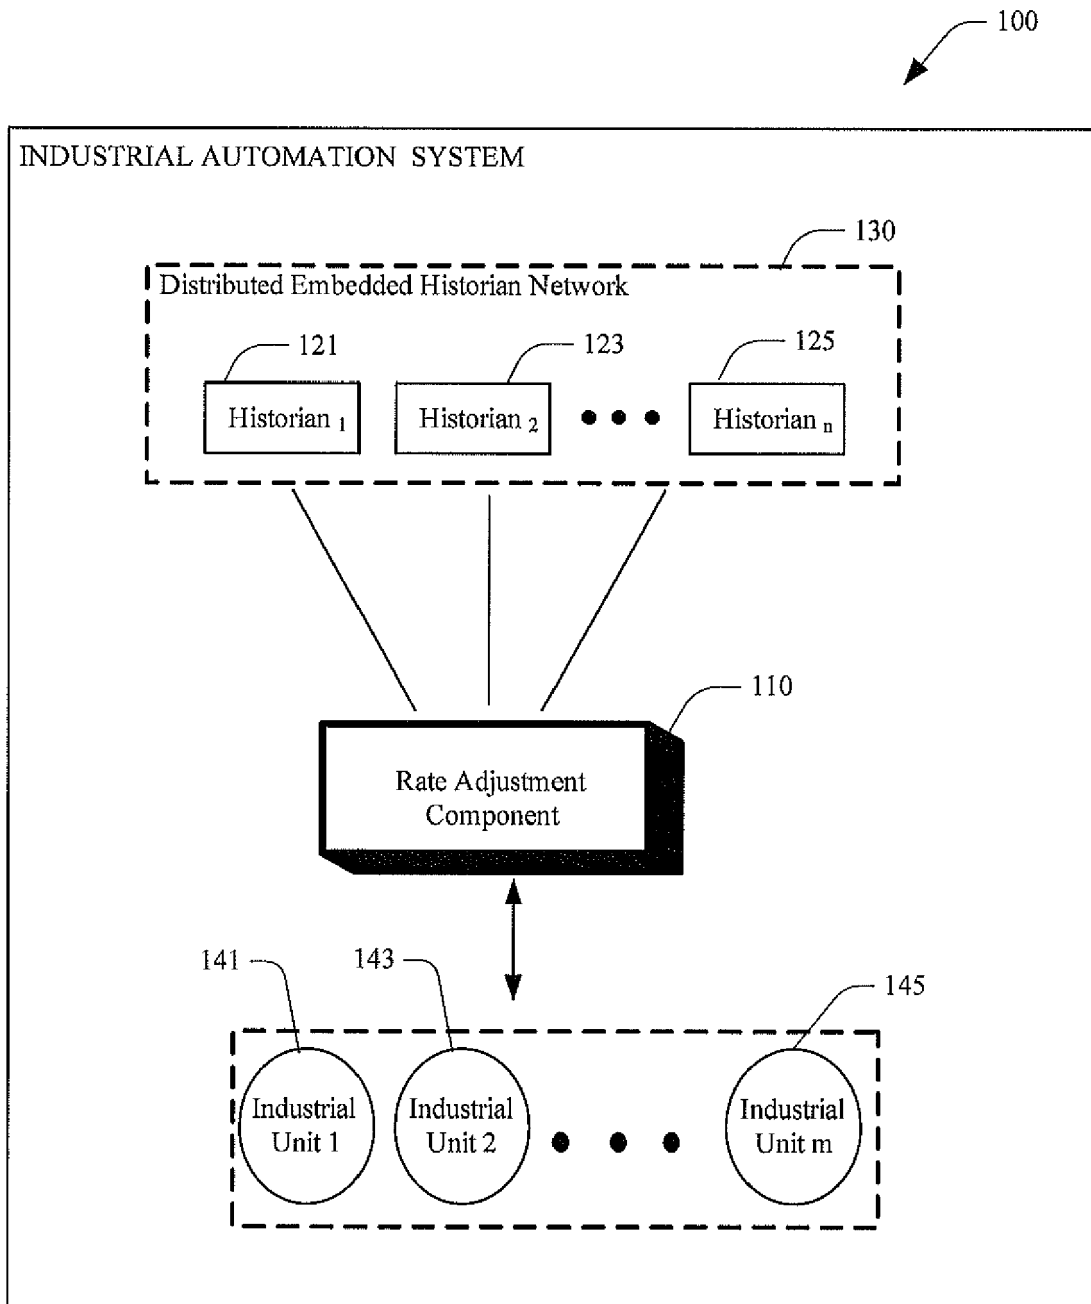 100
INDUSTRIAL AUTOMATION SYSTEM
130
Distributed Embedded Historian Network
121
123
125
Historian 1
Historian 2
Historian n
110
Rate Adjustment
Component
141
143
145
Industrial
Unit 1
Industrial
Unit 2
Industrial
Unit m